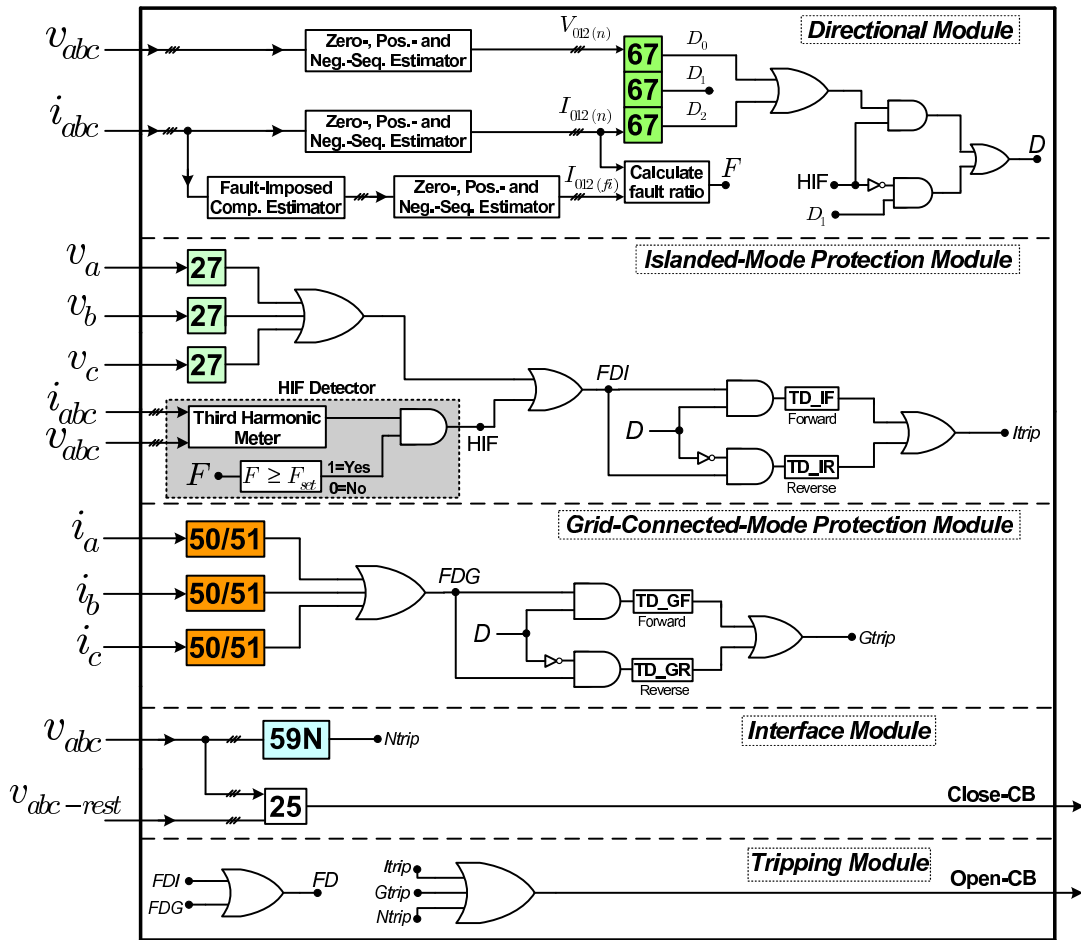 Directional Module
v_abc
Zero-, Pos.- and
Neg.-Seq. Estimator
V_012(n)
67
D_0
67
D_1
67
D_2
i_abc
Zero-, Pos.- and
Neg.-Seq. Estimator
I_012(n)
Fault-Imposed
Comp. Estimator
Zero-, Pos.- and
Neg.-Seq. Estimator
I_012(fi)
Calculate
fault ratio
F
HIF
D_1
D
Islanded-Mode Protection Module
v_a
27
v_b
27
v_c
27
HIF Detector
i_abc
v_abc
Third Harmonic
Meter
F
F ≥ F_set
1=Yes
0=No
HIF
FDI
D
TD_IF
Forward
TD_IR
Reverse
Itrip
Grid-Connected-Mode Protection Module
i_a
50/51
i_b
50/51
i_c
50/51
FDG
D
TD_GF
Forward
TD_GR
Reverse
Gtrip
Interface Module
v_abc
59N
Ntrip
v_abc-rest
25
Close-CB
Tripping Module
FDI
FDG
FD
Itrip
Gtrip
Ntrip
Open-CB